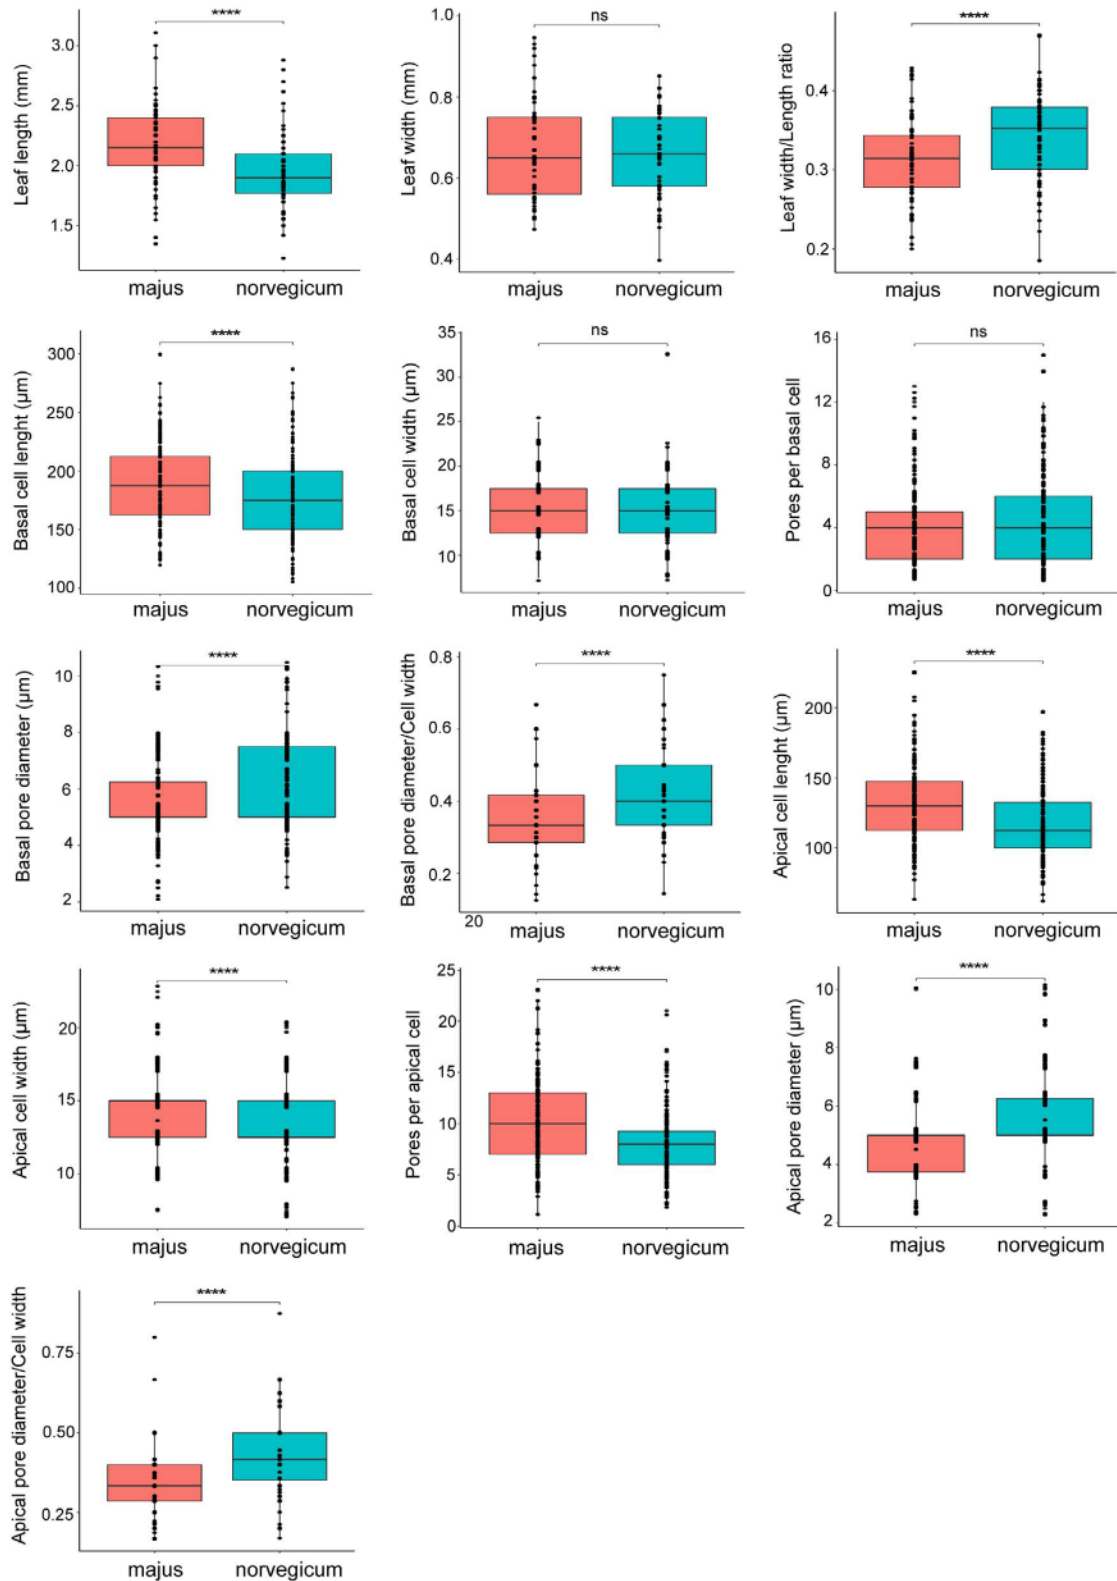 ****
ns
****
Leaf length (mm)
3.0
2.5
2.0
1.5
majus norvegicum
Leaf width (mm)
1.0
0.8
0.6
0.4
majus norvegicum
Leaf width/Length ratio
0.4
0.3
0.2
majus norvegicum
****
ns
ns
Basal cell lenght (µm)
300
250
200
150
100
majus norvegicum
Basal cell width (µm)
35
30
25
20
15
10
majus norvegicum
Pores per basal cell
16
12
8
4
0
majus norvegicum
****
****
****
Basal pore diameter (µm)
10
8
6
4
2
majus norvegicum
Basal pore diameter/Cell width
0.8
0.6
0.4
0.2
20
majus norvegicum
Apical cell lenght (µm)
200
150
100
majus norvegicum
****
****
****
Apical cell width (µm)
20
15
10
majus norvegicum
Pores per apical cell
25
20
15
10
5
0
majus norvegicum
Apical pore diameter (µm)
10
8
6
4
2
majus norvegicum
****
Apical pore diameter/Cell width
0.75
0.50
0.25
majus norvegicum